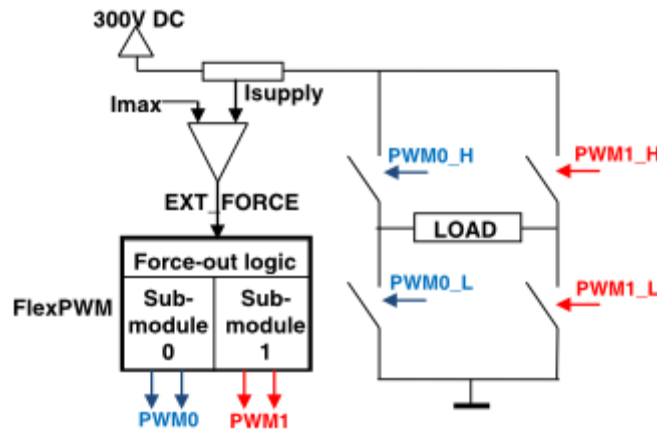 300V DC
Isupply
Imax
PWM0_H
PWM1_H
EXT_FORCE
LOAD
Force-out logic
FlexPWM
Sub-
module
0
Sub-
module
1
PWM0_L
PWM1_L
PWM0
PWM1